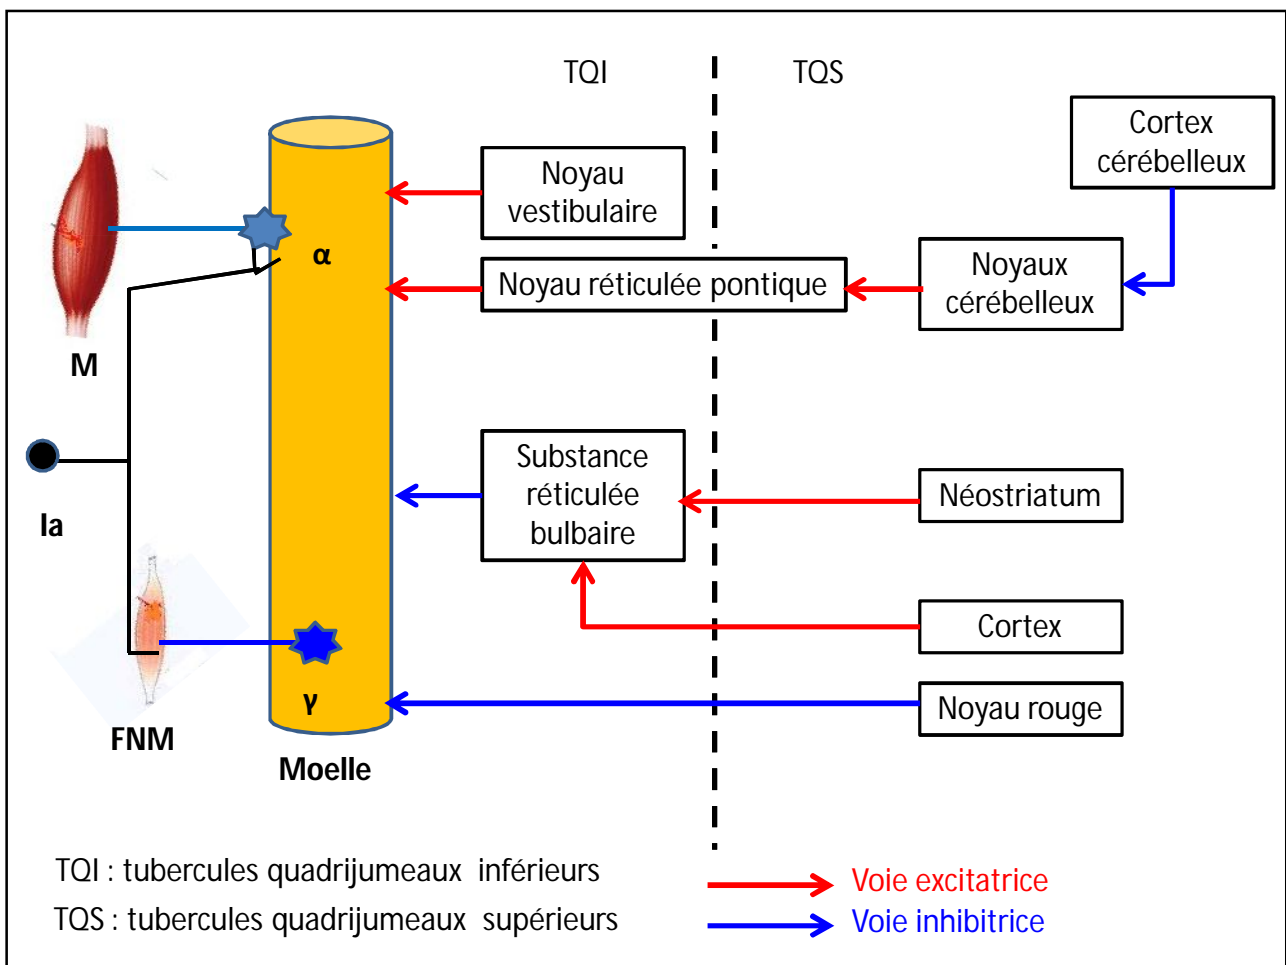 TQI
TQS
Cortex
cérébelleux
Noyau
vestibulaire
α
Noyau réticulée pontique
Noyaux
cérébelleux
M
Substance
réticulée
bulbaire
Néostriatum
Ia
Cortex
γ
Noyau rouge
FNM
Moelle
TQI : tubercules quadrijumeaux inférieurs
Voie excitatrice
TQS : tubercules quadrijumeaux supérieurs
Voie inhibitrice